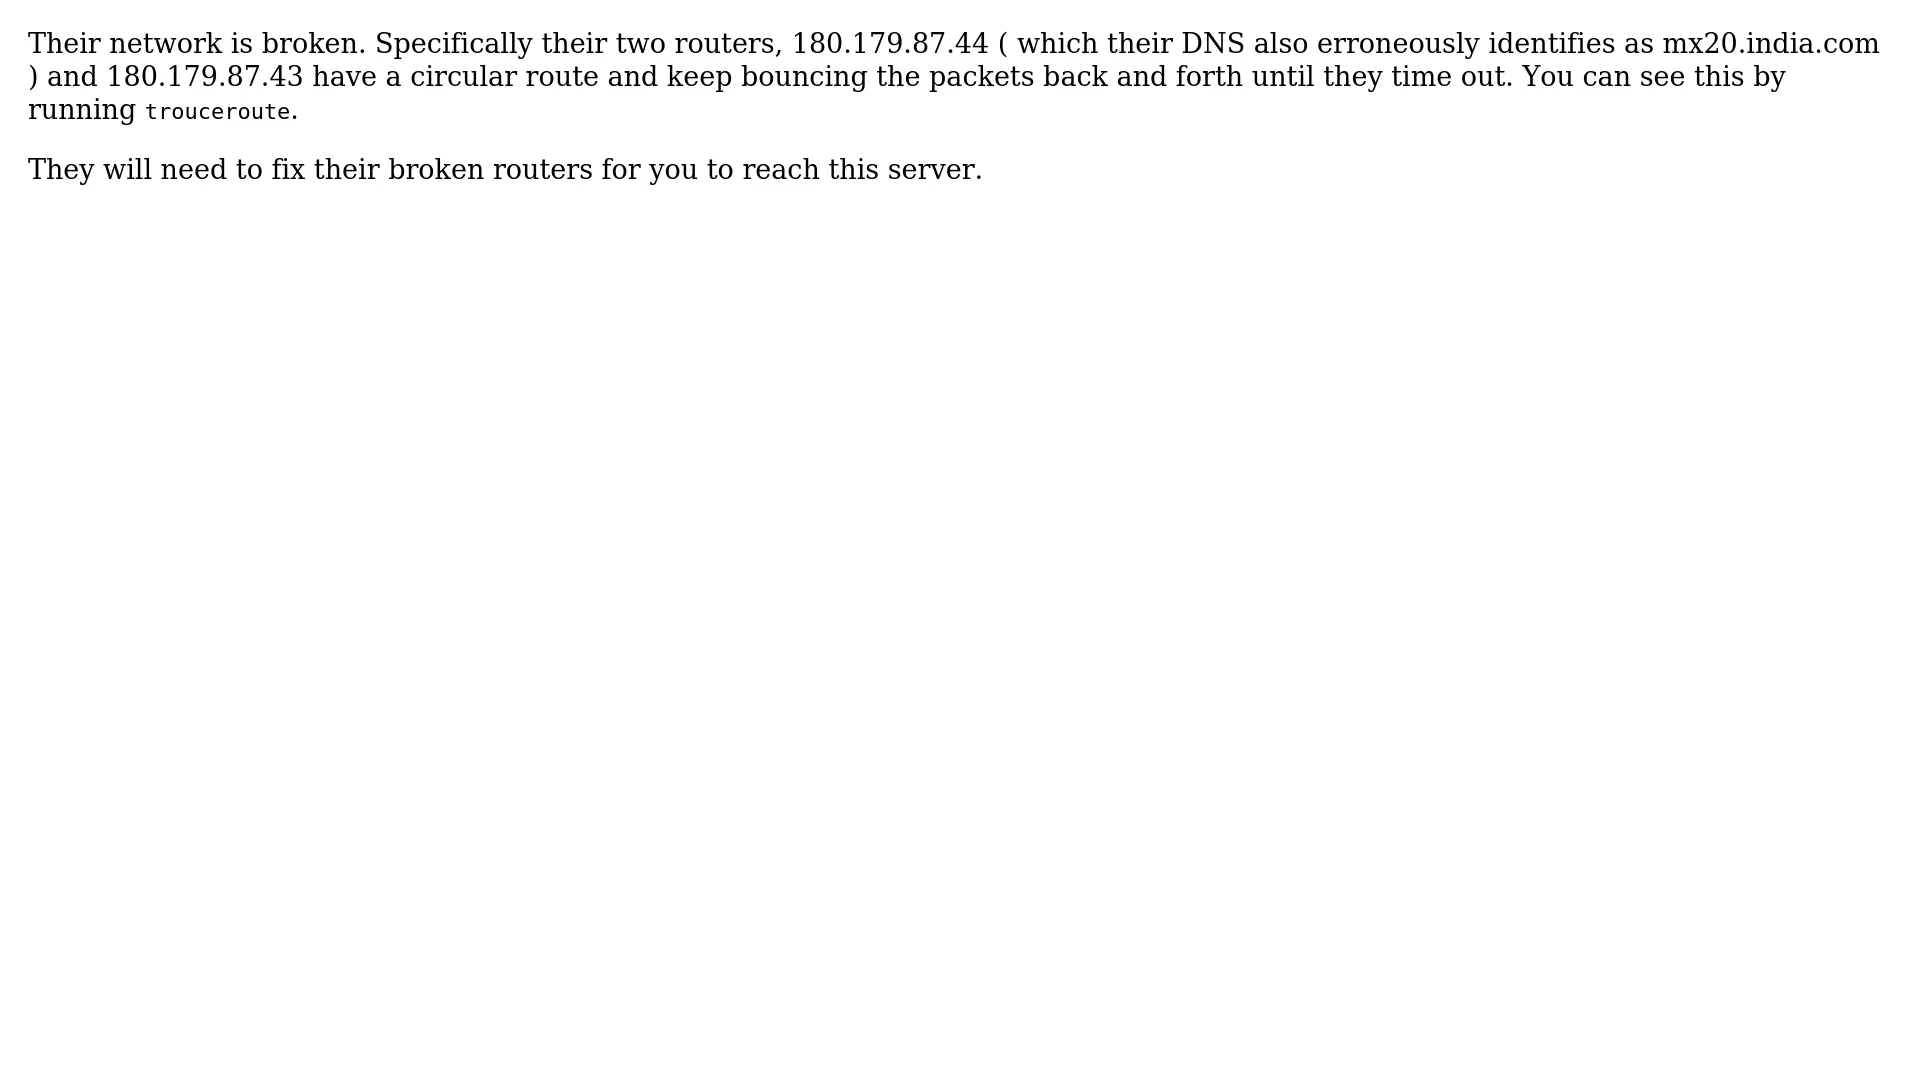 Their network is broken. Specifically their two routers, 180.179.87.44 ( which their DNS also erroneously identifies as mx20.india.com
) and 180.179.87.43 have a circular route and keep bouncing the packets back and forth until they time out. You can see this by
running trouceroute.
They will need to fix their broken routers for you to reach this server.